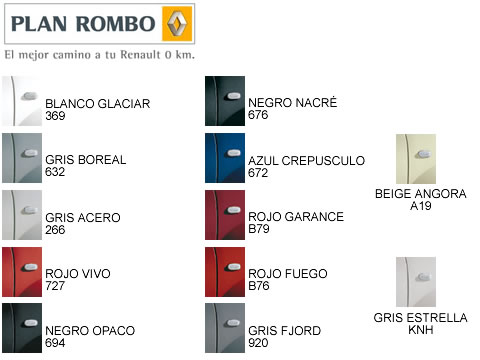 PLAN ROMBO
RENAULT
El mejor camino a tu Renault 0 km.
BLANCO GLACIAR
369
GRIS BOREAL
632
GRIS ACERO
266
ROJO VIVO
727
NEGRO OPACO
694
NEGRO NACRÉ
676
AZUL CREPUSCULO
672
ROJO GARANCE
B79
ROJO FUEGO
B76
GRIS FJORD
920
BEIGE ANGORA
A19
GRIS ESTRELLA
KNH